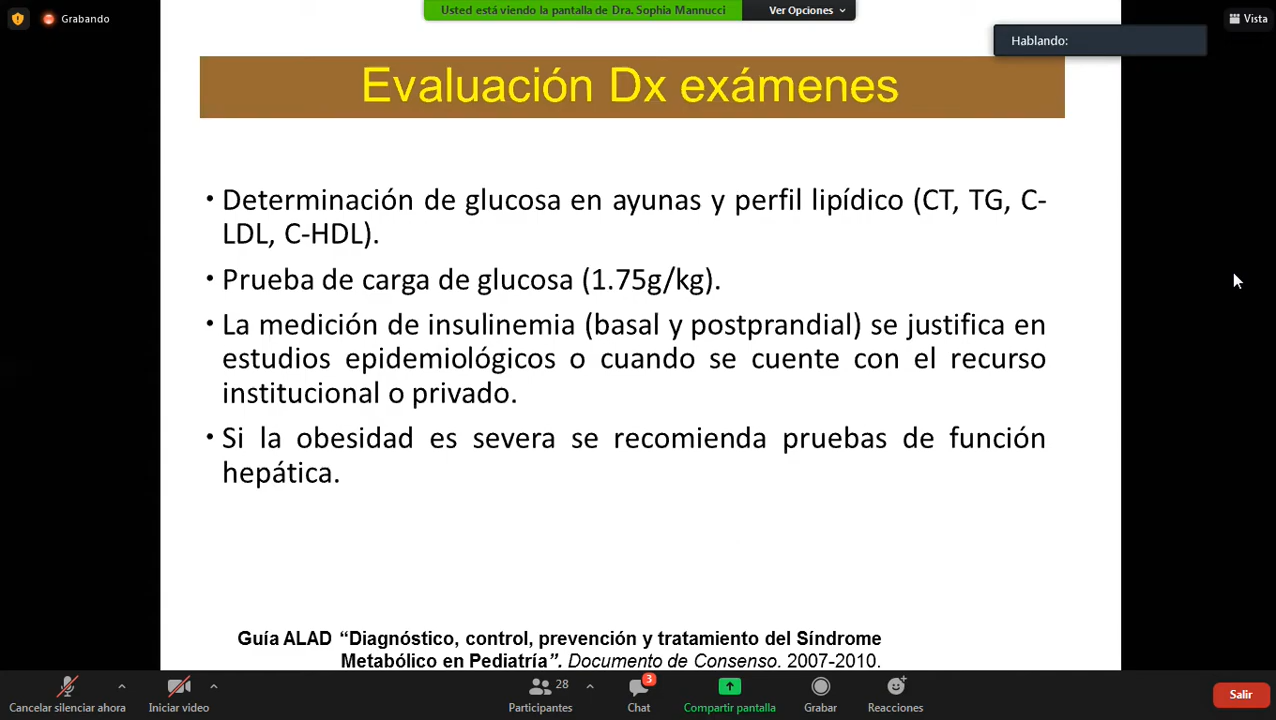 Grabando
Usted está viendo la pantalla de Dra. Sophia Mannucci
Ver Opciones
Vista
Hablando:
Evaluación Dx exámenes
• Determinación de glucosa en ayunas y perfil lipídico (CT, TG, C-
LDL, C-HDL).
• Prueba de carga de glucosa (1.75g/kg).
• La medición de insulinemia (basal y postprandial) se justifica en
estudios epidemiológicos o cuando se cuente con el recurso
institucional o privado.
• Si la obesidad es severa se recomienda pruebas de función
hepática.
Guía ALAD “Diagnóstico, control, prevención y tratamiento del Síndrome
Metabólico en Pediatría”. Documento de Consenso. 2007-2010.
Cancelar silenciar ahora
Iniciar video
28
Participantes
3
Chat
Compartir pantalla
Grabar
Reacciones
Salir